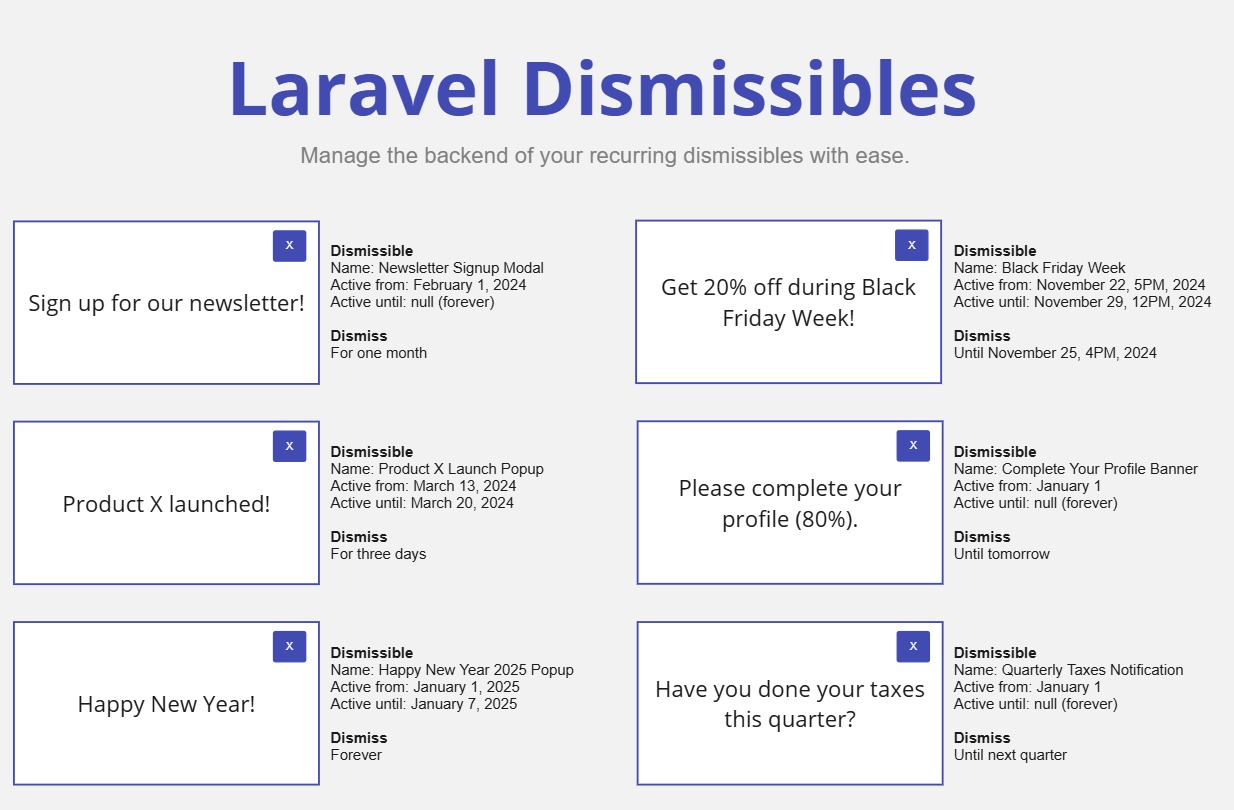 Laravel Dismissibles
Manage the backend of your recurring dismissibles with ease.
x
Sign up for our newsletter!
Dismissible
Name: Newsletter Signup Modal
Active from: February 1, 2024
Active until: null (forever)
Dismiss
For one month
x
Get 20% off during Black
Friday Week!
Dismissible
Name: Black Friday Week
Active from: November 22, 5PM, 2024
Active until: November 29, 12PM, 2024
Dismiss
Until November 25, 4PM, 2024
x
Product X launched!
Dismissible
Name: Product X Launch Popup
Active from: March 13, 2024
Active until: March 20, 2024
Dismiss
For three days
x
Please complete your
profile (80%).
Dismissible
Name: Complete Your Profile Banner
Active from: January 1
Active until: null (forever)
Dismiss
Until tomorrow
x
Happy New Year!
Dismissible
Name: Happy New Year 2025 Popup
Active from: January 1, 2025
Active until: January 7, 2025
Dismiss
Forever
x
Have you done your taxes
this quarter?
Dismissible
Name: Quarterly Taxes Notification
Active from: January 1
Active until: null (forever)
Dismiss
Until next quarter